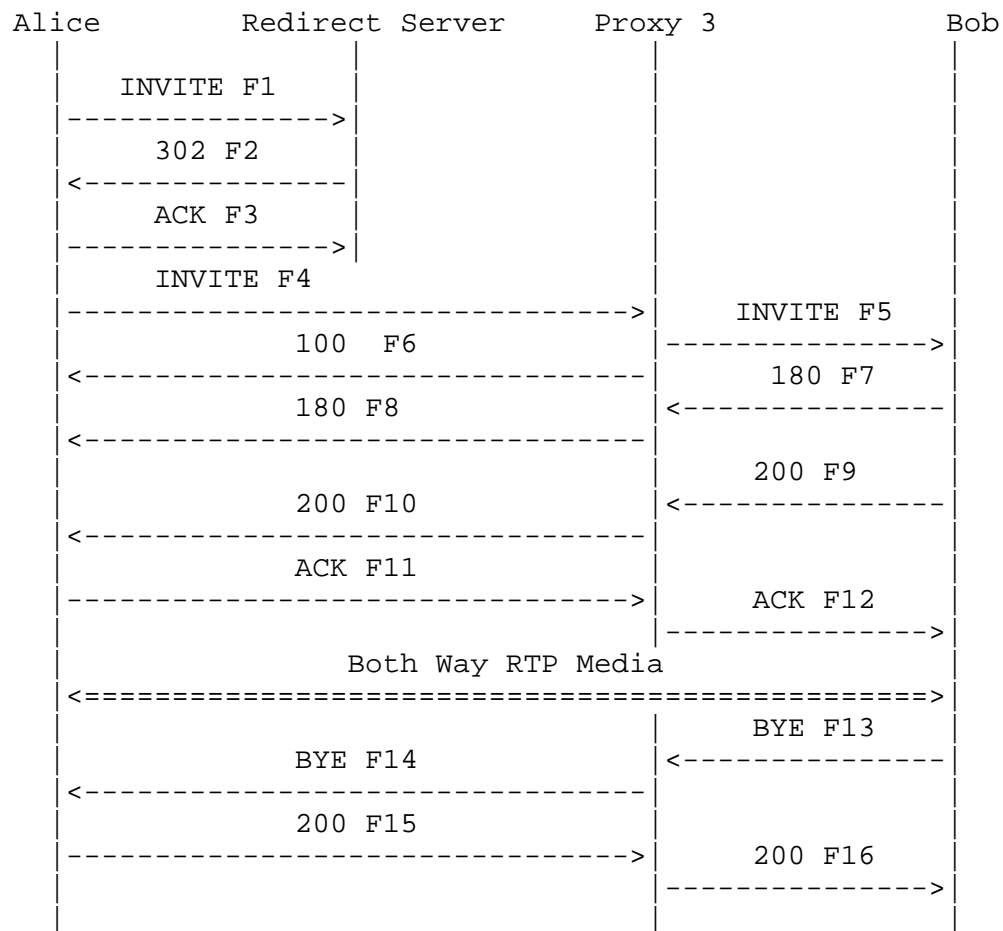 Alice Redirect Server Proxy 3 Bob
INVITE F1
302 F2
ACK F3
INVITE F4
INVITE F5
100 F6
180 F7
180 F8
200 F9
200 F10
ACK F11
ACK F12
Both Way RTP Media
BYE F13
BYE F14
200 F15
200 F16